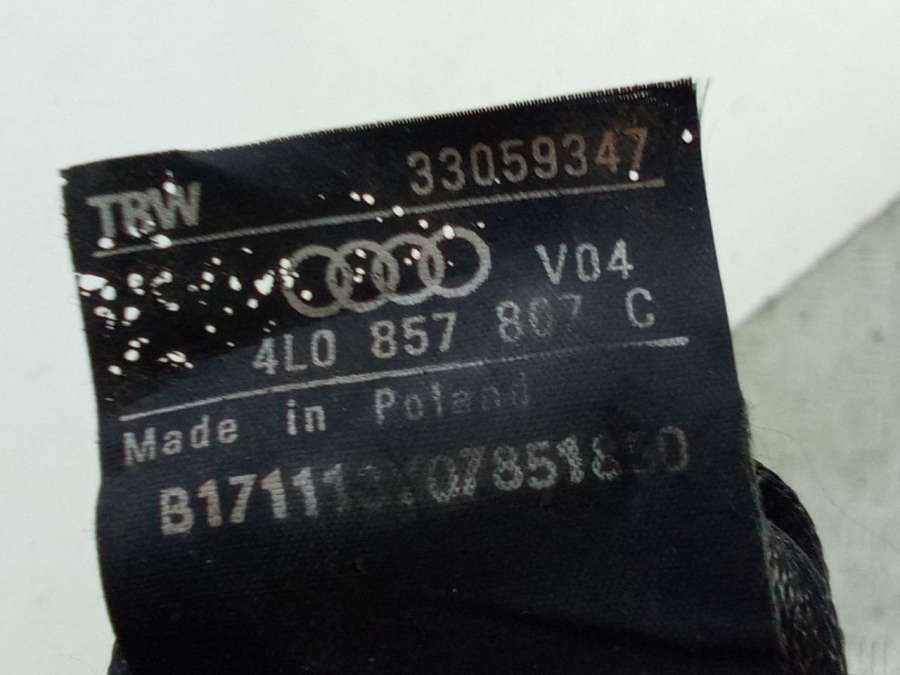 TRW 33059347
V04
4L0 857 807 C
Made in Poland